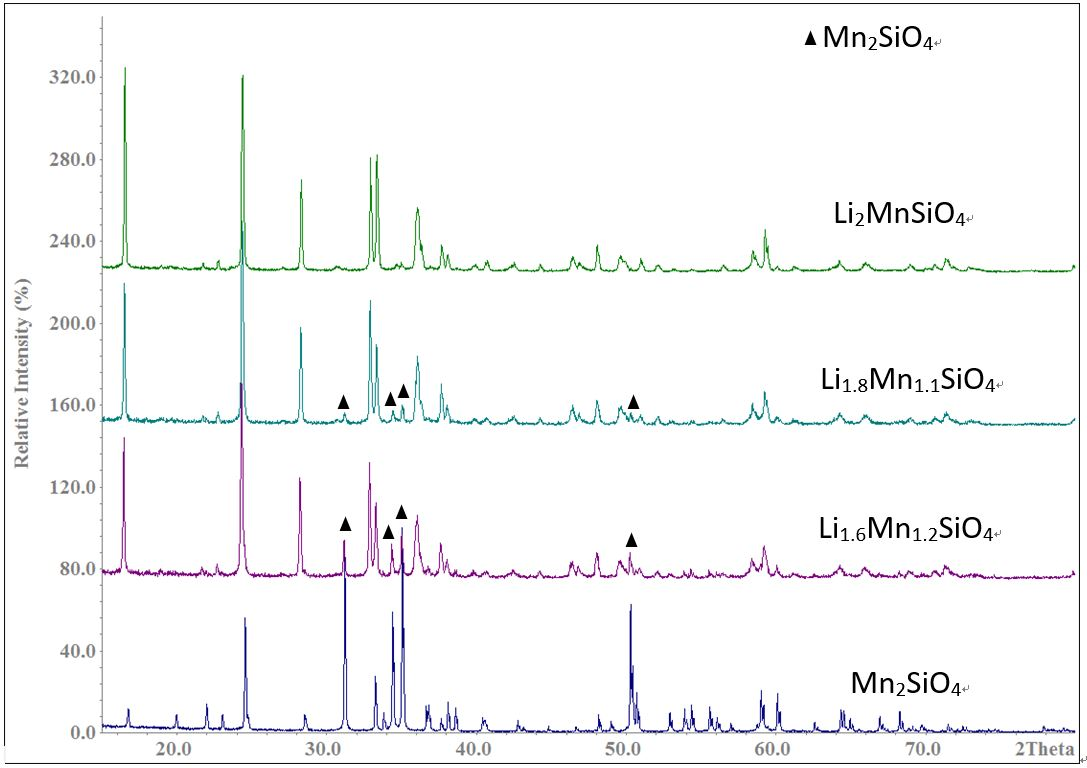 ▲ Mn₂SiO₄
320.0
280.0
Li₂MnSiO₄
240.0
Relative Intensity (%)
200.0
Li₁.₈Mn₁.₁SiO₄
160.0
120.0
Li₁.₆Mn₁.₂SiO₄
80.0
40.0
Mn₂SiO₄
0.0
20.0 30.0 40.0 50.0 60.0 70.0 2Theta